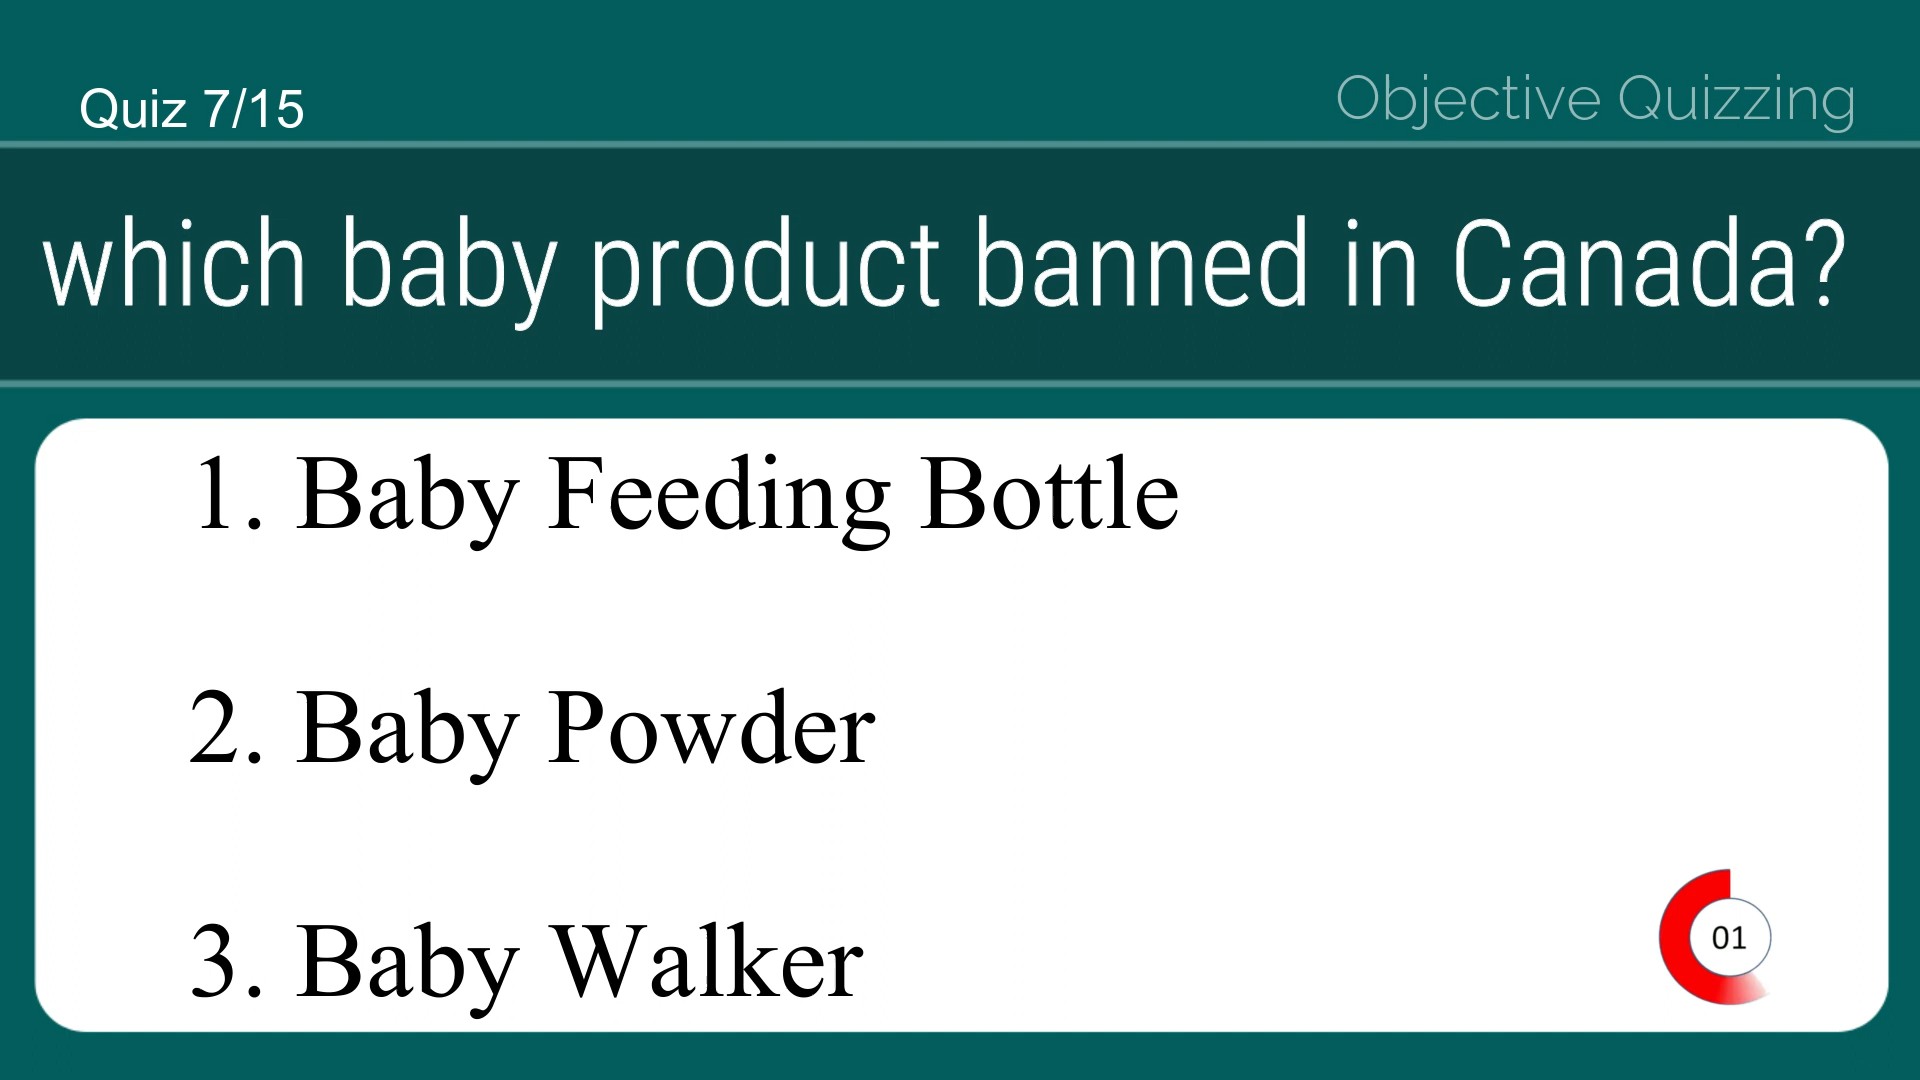 Quiz 7/15
Objective Quizzing
which baby product banned in Canada?
1. Baby Feeding Bottle
2. Baby Powder
3. Baby Walker
01